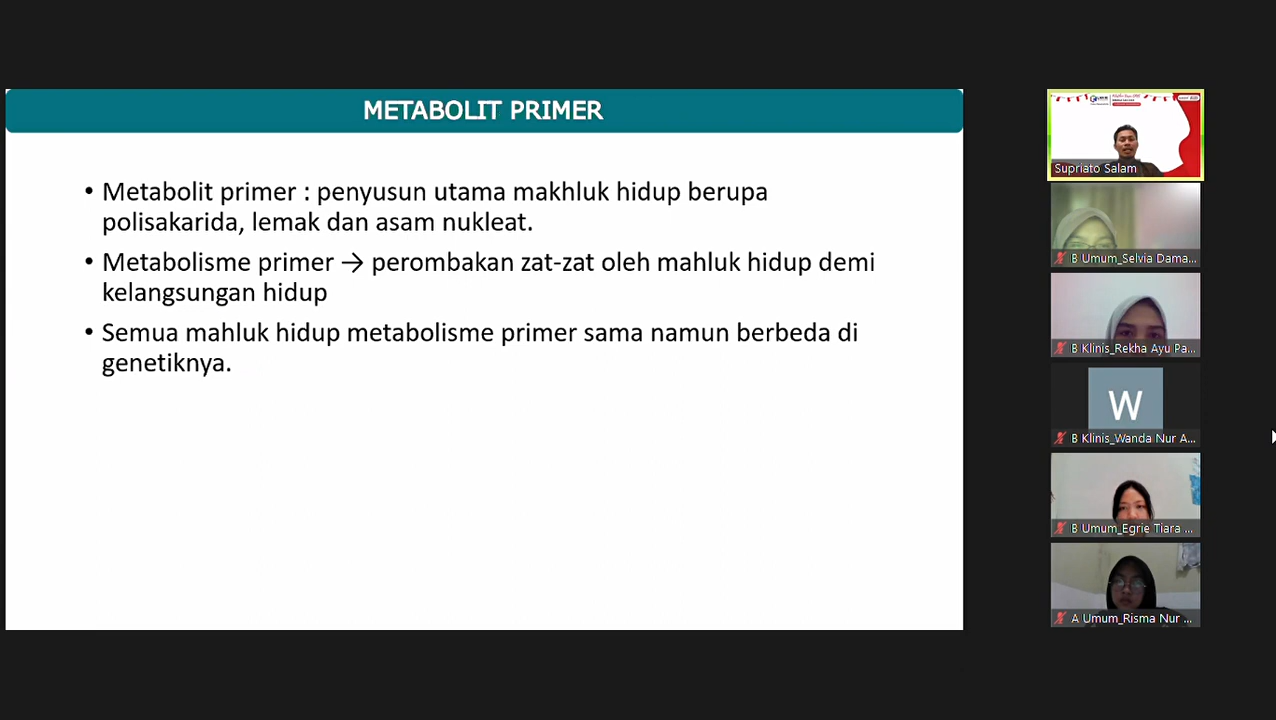 METABOLIT PRIMER
• Metabolit primer : penyusun utama makhluk hidup berupa
polisakarida, lemak dan asam nukleat.
• Metabolisme primer → perombakan zat-zat oleh mahluk hidup demi
kelangsungan hidup
• Semua mahluk hidup metabolisme primer sama namun berbeda di
genetiknya.
Supriato Salam
B Umum_Selvia Dama...
B Klinis_Rekha Ayu Pa...
W
B Klinis_Wanda Nur A...
B Umum_Egrie Tiara ...
A Umum_Risma Nur ...